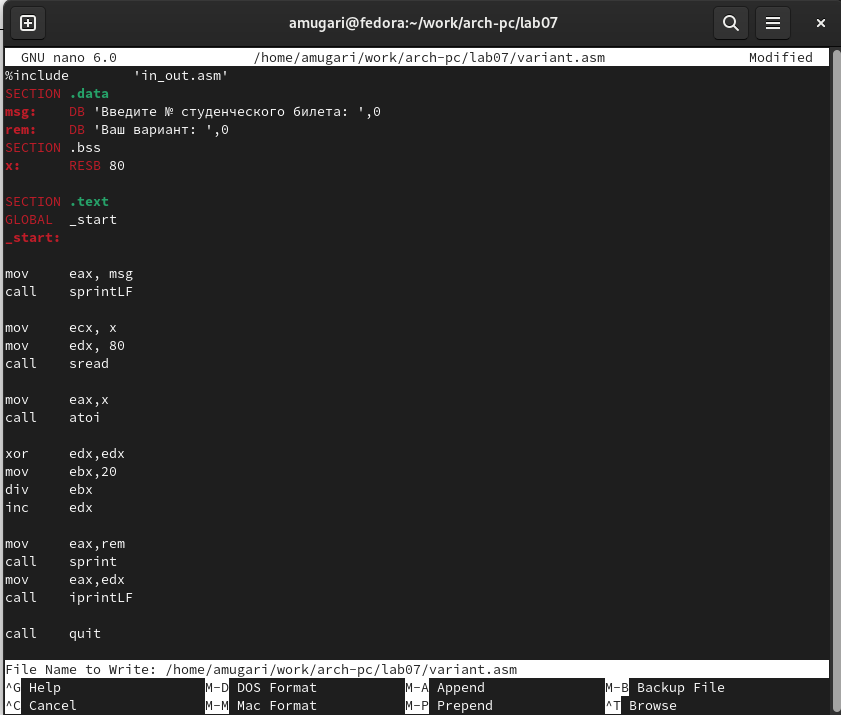 amugari@fedora:~/work/arch-pc/lab07
GNU nano 6.0 /home/amugari/work/arch-pc/lab07/variant.asm Modified
%include 'in_out.asm'
SECTION .data
msg: DB 'Введите № студенческого билета: ',0
rem: DB 'Ваш вариант: ',0
SECTION .bss
x: RESB 80
SECTION .text
GLOBAL _start
_start:
mov eax, msg
call sprintLF
mov ecx, x
mov edx, 80
call sread
mov eax,x
call atoi
xor edx,edx
mov ebx,20
div ebx
inc edx
mov eax,rem
call sprint
mov eax,edx
call iprintLF
call quit
File Name to Write: /home/amugari/work/arch-pc/lab07/variant.asm
^G Help M-D DOS Format M-A Append M-B Backup File
^C Cancel M-M Mac Format M-P Prepend ^T Browse